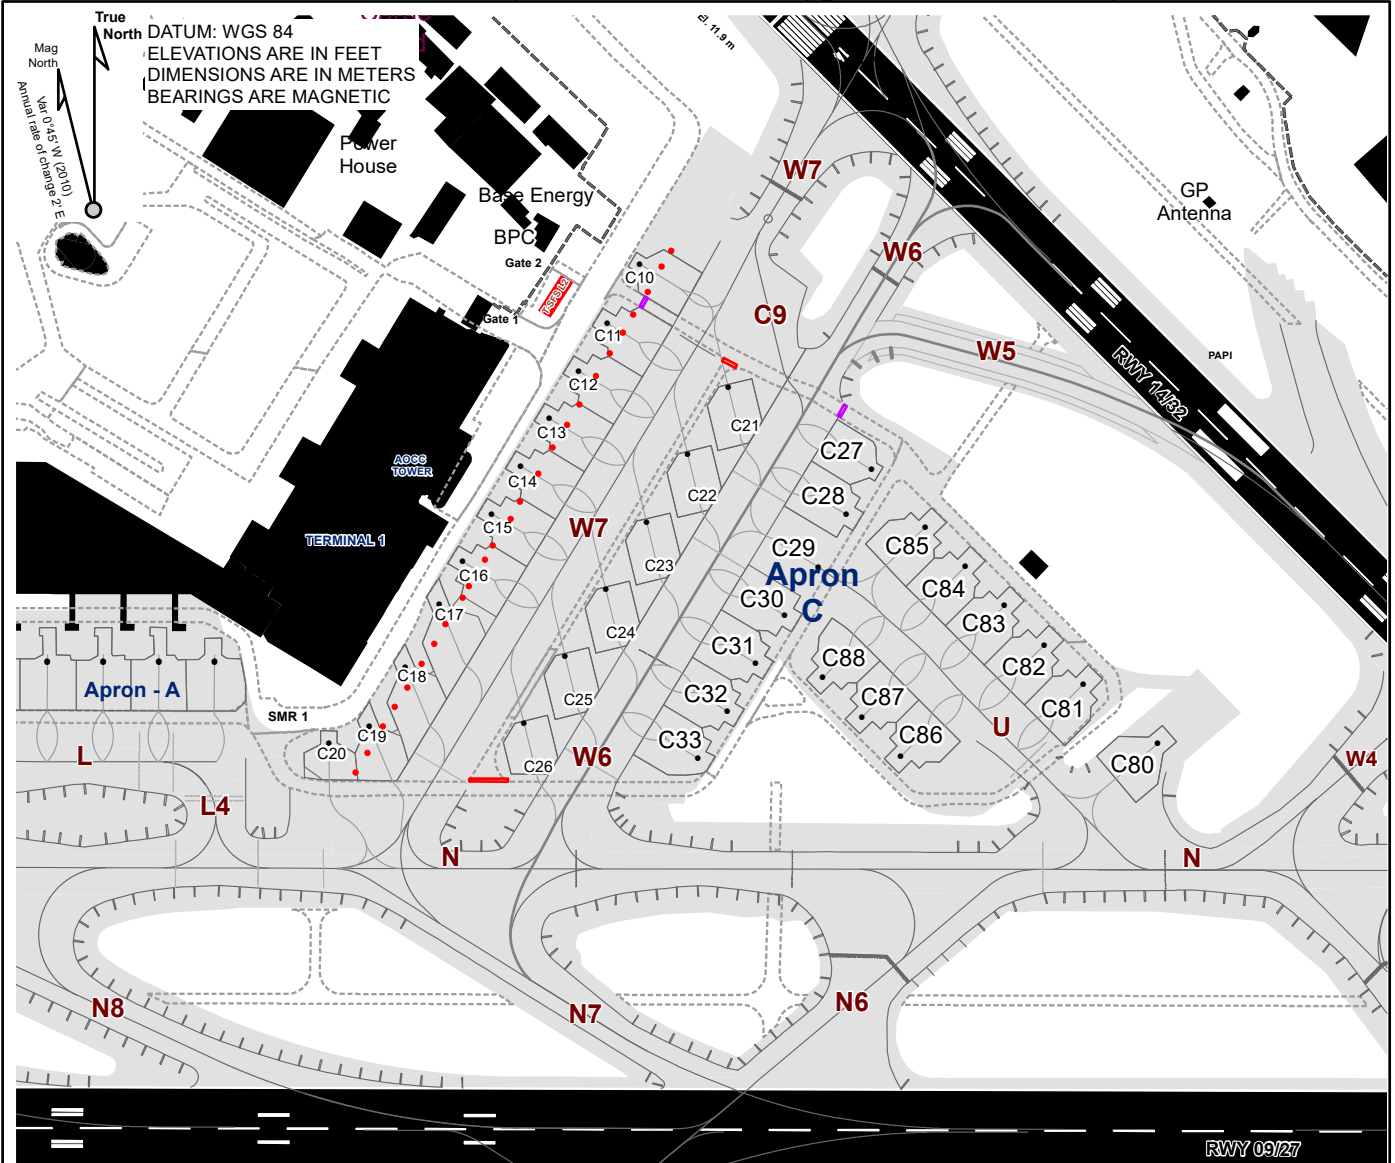 True
North
Mag
North
Var 0°45' W (2010)
Annual rate of change 2' E
DATUM: WGS 84
ELEVATIONS ARE IN FEET
DIMENSIONS ARE IN METERS
BEARINGS ARE MAGNETIC
El. 11.9 m
Power
House
Base Energy
BPC
Gate 2
T-SFS L2
Gate 1
GP
Antenna
PAPI
W7
W6
C9
W5
RWY 14/32
C10
C11
C12
C13
C14
C15
C16
C17
C18
C19
C20
AOCC
TOWER
TERMINAL 1
W7
C21
C22
C23
C24
C25
C26
C27
C28
C29
Apron
C
C30
C31
C32
C33
C85
C84
C83
C82
C81
C80
C88
C87
C86
U
W6
W4
Apron - A
SMR 1
L
L4
N
N
N8
N7
N6
RWY 09/27